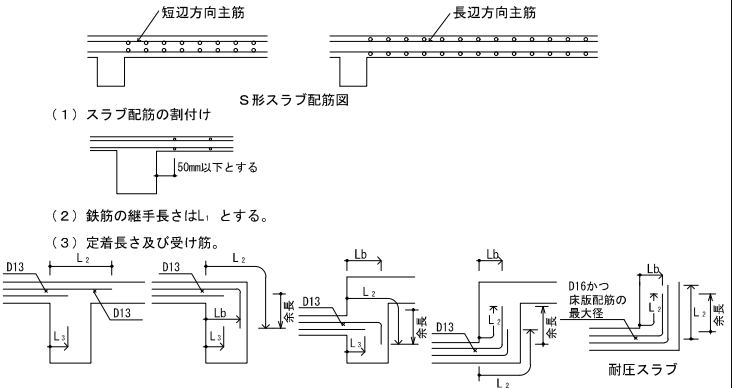 短辺方向主筋
長辺方向主筋
S形スラブ配筋図
(1) スラブ配筋の割付け
50mm以下とする
(2) 鉄筋の継手長さはL1 とする。
(3) 定着長さ及び受け筋。
L2
D13
D13
L3
L2
D13
Lb
L3
余長
Lb
L2
D13
L3
余長
Lb
L2
D13
L2
余長
D16かつ
床版配筋の
最大径
Lb
L2
L2
余長
耐圧スラブ